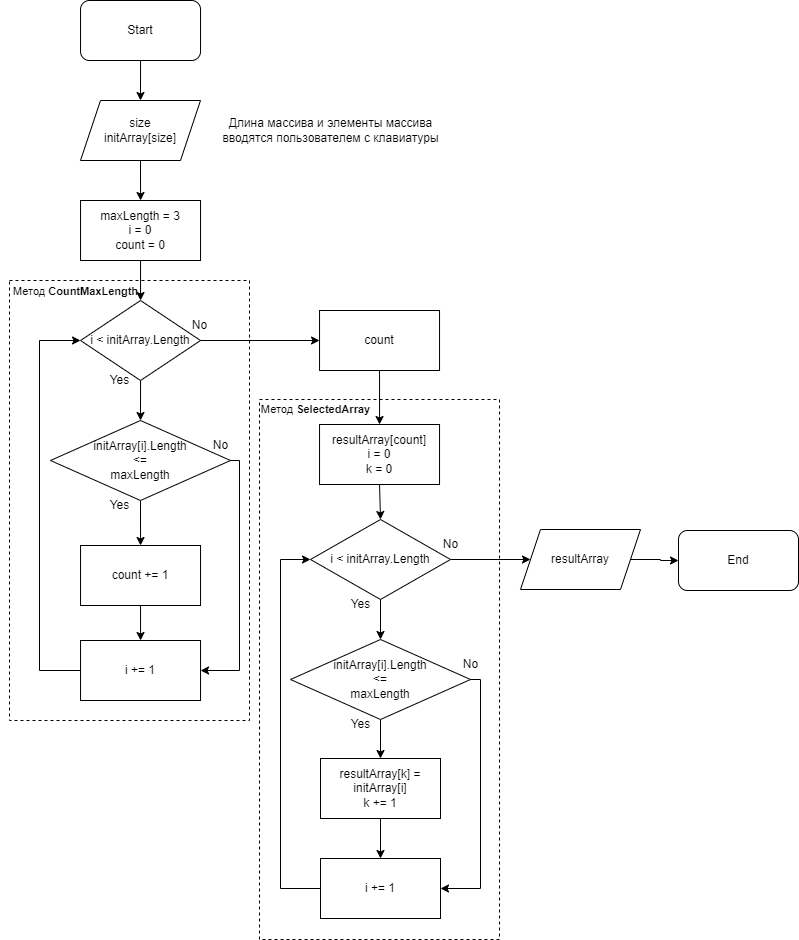 Start
size
initArray[size]
Длина массива и элементы массива
вводятся пользователем с клавиатуры
maxLength = 3
i = 0
count = 0
Метод CountMaxLength
i < initArray.Length
No
Yes
initArray[i].Length
<=
maxLength
No
Yes
count += 1
i += 1
count
Метод SelectedArray
resultArray[count]
i = 0
k = 0
i < initArray.Length
No
Yes
initArray[i].Length
<=
maxLength
No
Yes
resultArray[k] =
initArray[i]
k += 1
i += 1
resultArray
End